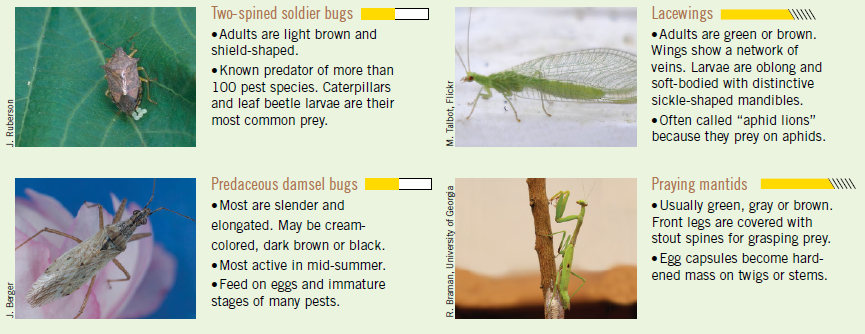 Two-spined soldier bugs
• Adults are light brown and
shield-shaped.
• Known predator of more than
100 pest species. Caterpillars
and leaf beetle larvae are their
most common prey.
J. Ruberson
Lacewings
• Adults are green or brown.
Wings show a network of
veins. Larvae are oblong and
soft-bodied with distinctive
sickle-shaped mandibles.
• Often called “aphid lions”
because they prey on aphids.
M. Talbot, Flickr
Predaceous damsel bugs
• Most are slender and
elongated. May be cream-
colored, dark brown or black.
• Most active in mid-summer.
• Feed on eggs and immature
stages of many pests.
J. Berger
Praying mantids
• Usually green, gray or brown.
Front legs are covered with
stout spines for grasping prey.
• Egg capsules become hard-
ened mass on twigs or stems.
R. Braman, University of Georgia